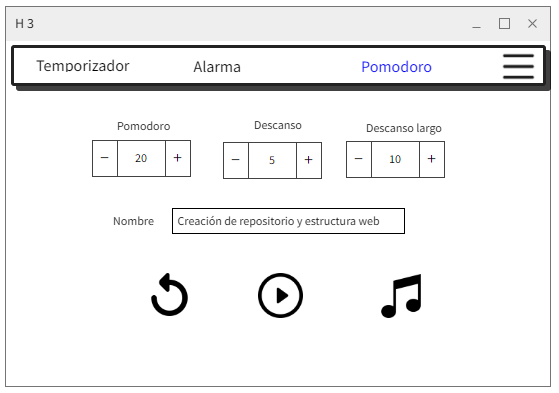 H 3
Temporizador Alarma Pomodoro
Pomodoro Descanso Descanso largo
− 20 + − 5 + − 10 +
Nombre Creación de repositorio y estructura web